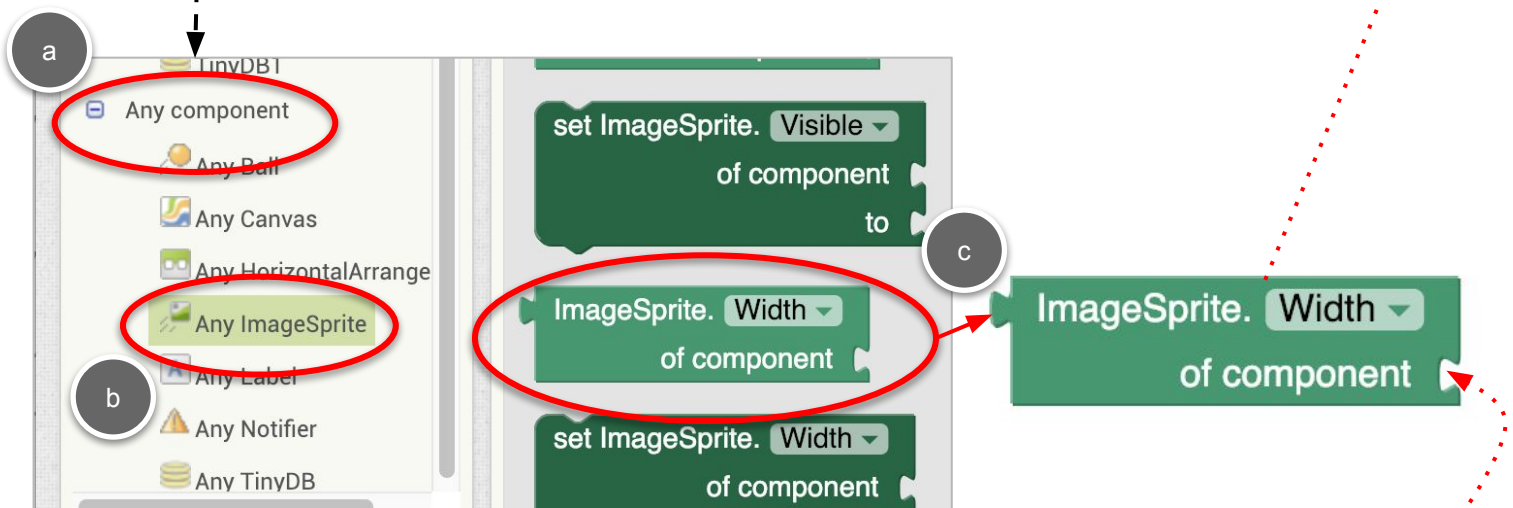 a
TinyDB1
Any component
Any Ball
Any Canvas
Any HorizontalArrange
Any ImageSprite
Any Label
b
Any Notifier
Any TinyDB
set ImageSprite. Visible
of component
to
ImageSprite. Width
of component
set ImageSprite. Width
of component
c
ImageSprite. Width
of component